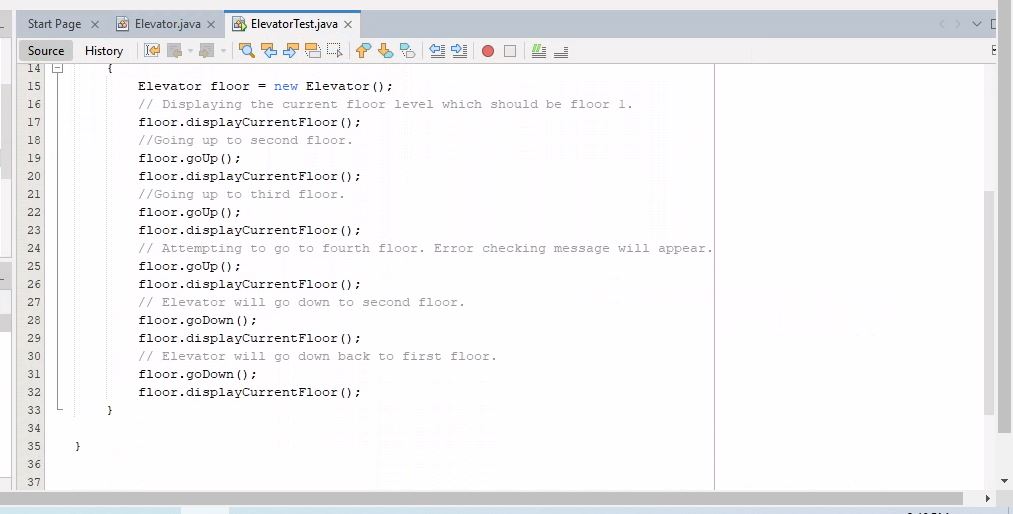 Start Page Elevator.java ElevatorTest.java
Source History
14 {
15 Elevator floor = new Elevator();
16 // Displaying the current floor level which should be floor 1.
17 floor.displayCurrentFloor();
18 //Going up to second floor.
19 floor.goUp();
20 floor.displayCurrentFloor();
21 //Going up to third floor.
22 floor.goUp();
23 floor.displayCurrentFloor();
24 // Attempting to go to fourth floor. Error checking message will appear.
25 floor.goUp();
26 floor.displayCurrentFloor();
27 // Elevator will go down to second floor.
28 floor.goDown();
29 floor.displayCurrentFloor();
30 // Elevator will go down back to first floor.
31 floor.goDown();
32 floor.displayCurrentFloor();
33 }
34
35 }
36
37